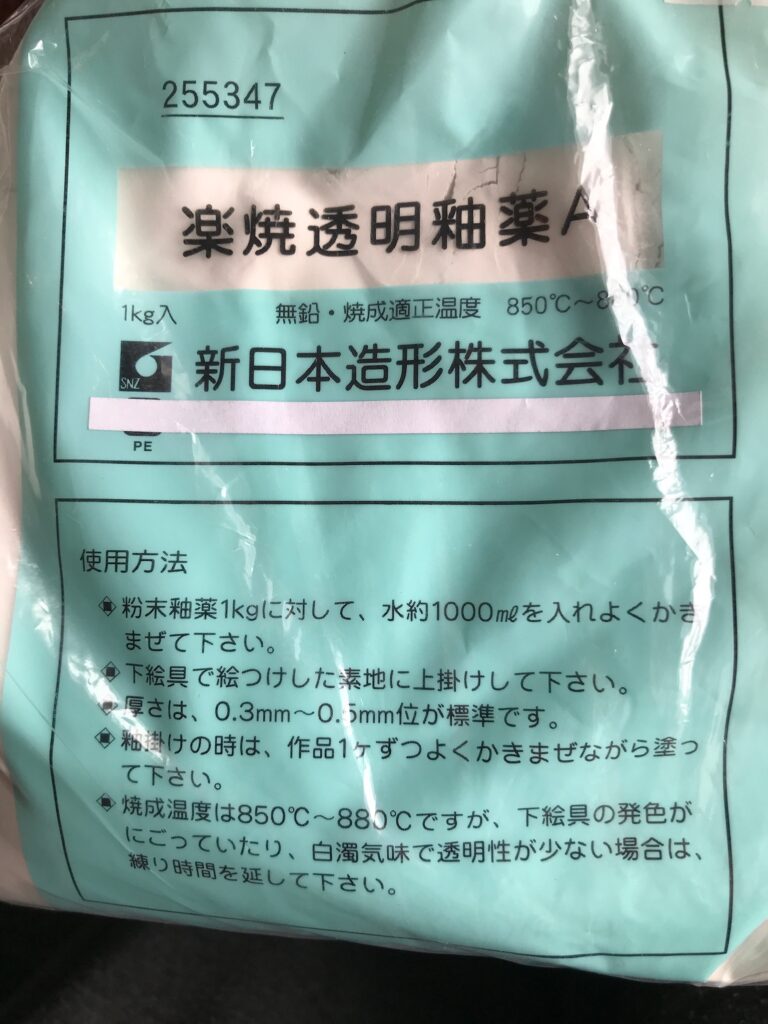 255347
楽焼透明釉薬A
1kg入 無鉛・焼成適正温度 850℃〜
SNZ 新日本造形株式会社
PE
使用方法
粉末釉薬1kgに対して、水約1000mlを入れよくかき
まぜて下さい。
下絵具で絵つけした素地に上掛けして下さい。
厚さは、0.3mm〜0.5mm位が標準です。
釉掛けの時は、作品1ヶずつよくかきまぜながら塗っ
て下さい。
焼成温度は850℃〜880℃ですが、下絵具の発色が
にごっていたり、白濁気味で透明性が少ない場合は、
練り時間を延して下さい。